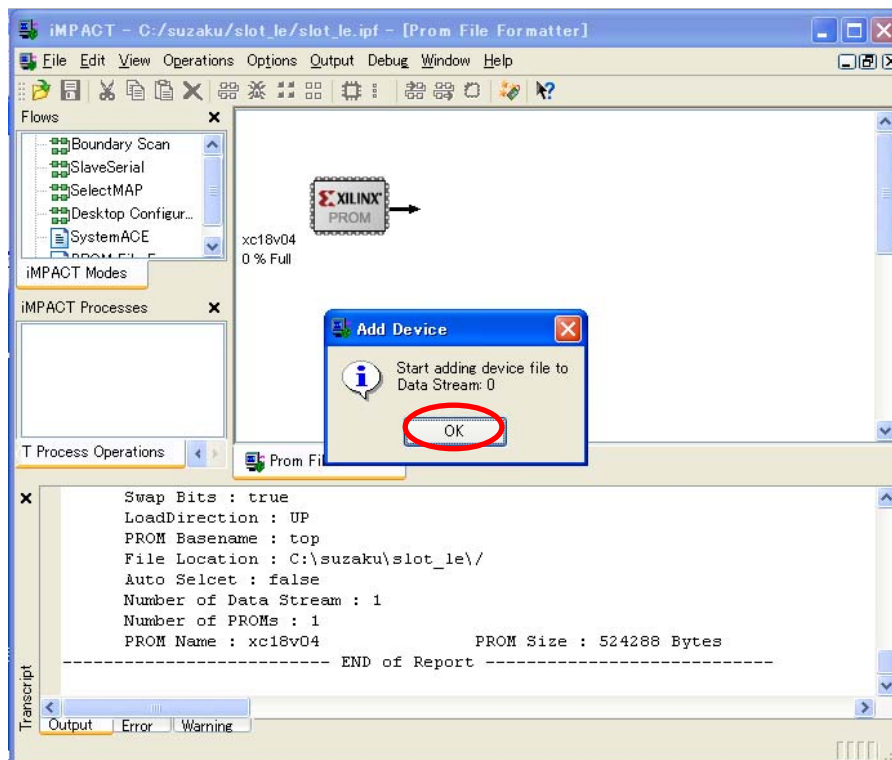 iMPACT - C:/suzaku/slot_le/slot_le.ipf - [Prom File Formatter]
File Edit View Operations Options Output Debug Window Help
Flows
Boundary Scan
SlaveSerial
SelectMAP
Desktop Configur...
SystemACE
iMPACT Modes
XILINX
PROM
xc18v04
0 % Full
iMPACT Processes
Add Device
Start adding device file to
Data Stream: 0
OK
T Process Operations
Prom Fi
Swap Bits : true
LoadDirection : UP
PROM Basename : top
File Location : C:\suzaku\slot_le\/
Auto Selcet : false
Number of Data Stream : 1
Number of PROMs : 1
PROM Name : xc18v04 PROM Size : 524288 Bytes
---------------------------- END of Report ----------------------------
Transcript
Output Error Warning